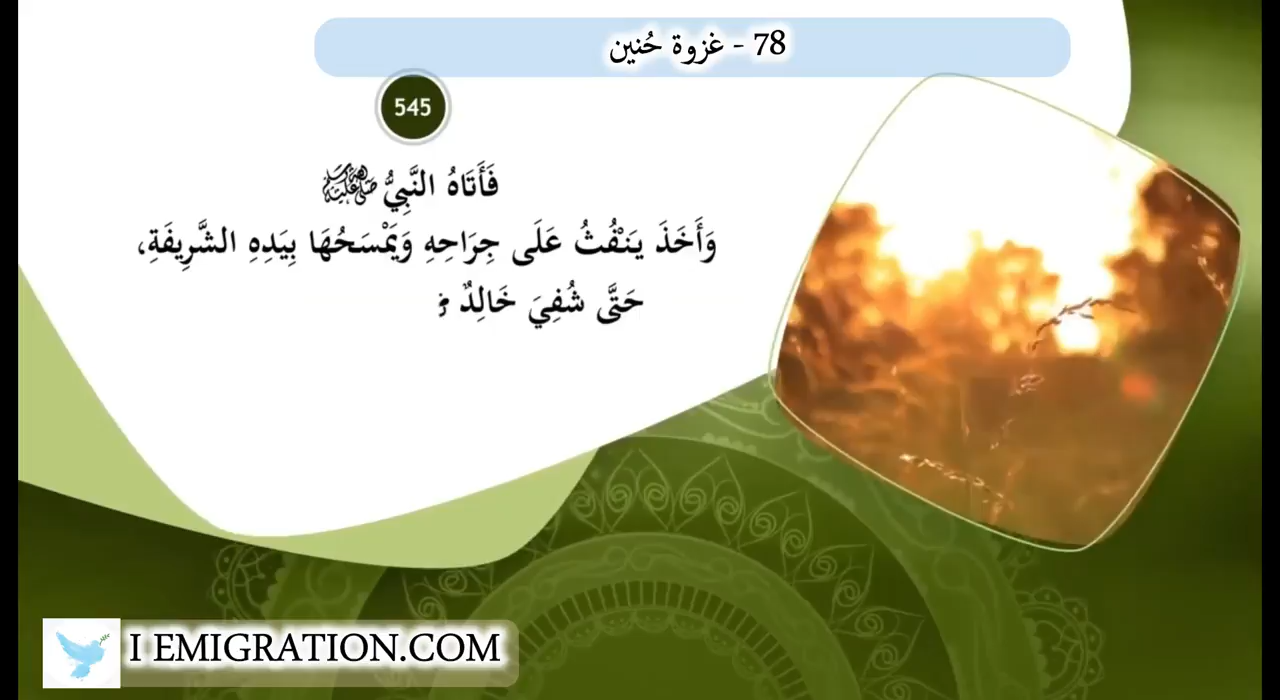 78 - غزوة حُنين
545
فَأَتَاهُ النَّبِيُّ ﷺ
وَأَخَذَ يَنْفُثُ عَلَى جِرَاحِهِ وَيَمْسَحُهَا بِيَدِهِ الشَّرِيفَةِ،
حَتَّى شُفِيَ خَالِدٌ
I EMIGRATION.COM